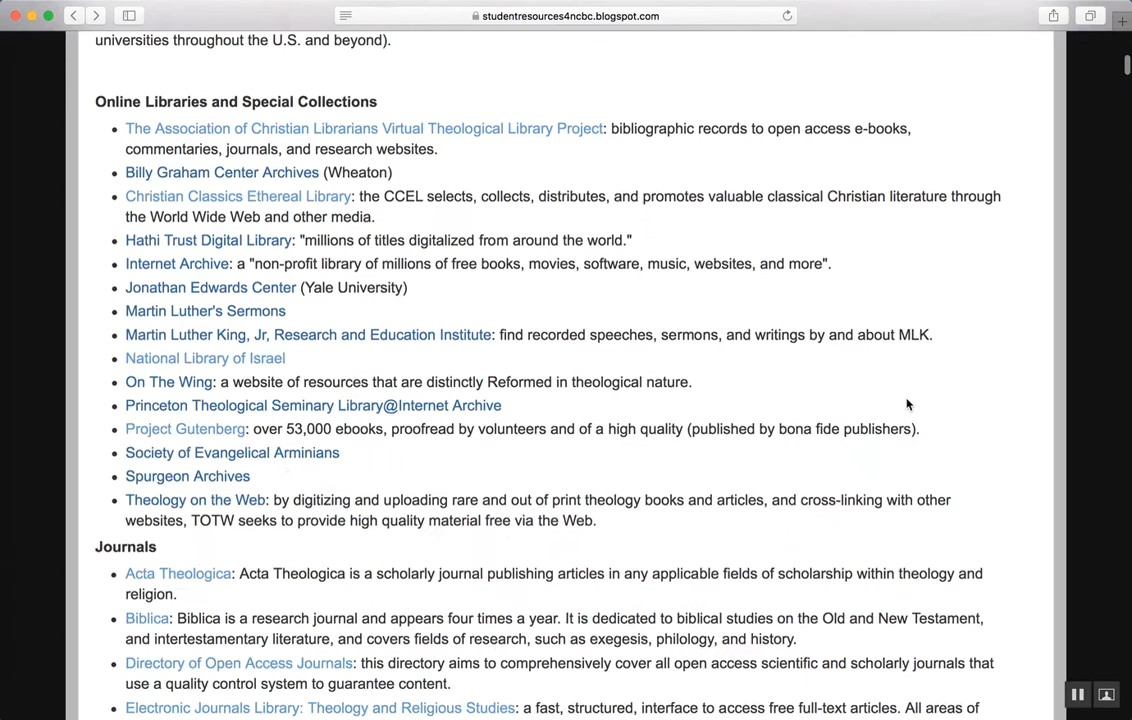 studentresources4ncbc.blogspot.com
universities throughout the U.S. and beyond).
Online Libraries and Special Collections
• The Association of Christian Librarians Virtual Theological Library Project: bibliographic records to open access e-books,
commentaries, journals, and research websites.
• Billy Graham Center Archives (Wheaton)
• Christian Classics Ethereal Library: the CCEL selects, collects, distributes, and promotes valuable classical Christian literature through
the World Wide Web and other media.
• Hathi Trust Digital Library: "millions of titles digitalized from around the world."
• Internet Archive: a "non-profit library of millions of free books, movies, software, music, websites, and more".
• Jonathan Edwards Center (Yale University)
• Martin Luther's Sermons
• Martin Luther King, Jr, Research and Education Institute: find recorded speeches, sermons, and writings by and about MLK.
• National Library of Israel
• On The Wing: a website of resources that are distinctly Reformed in theological nature.
• Princeton Theological Seminary Library@Internet Archive
• Project Gutenberg: over 53,000 ebooks, proofread by volunteers and of a high quality (published by bona fide publishers).
• Society of Evangelical Arminians
• Spurgeon Archives
• Theology on the Web: by digitizing and uploading rare and out of print theology books and articles, and cross-linking with other
websites, TOTW seeks to provide high quality material free via the Web.
Journals
• Acta Theologica: Acta Theologica is a scholarly journal publishing articles in any applicable fields of scholarship within theology and
religion.
• Biblica: Biblica is a research journal and appears four times a year. It is dedicated to biblical studies on the Old and New Testament,
and intertestamentary literature, and covers fields of research, such as exegesis, philology, and history.
• Directory of Open Access Journals: this directory aims to comprehensively cover all open access scientific and scholarly journals that
use a quality control system to guarantee content.
• Electronic Journals Library: Theology and Religious Studies: a fast, structured, interface to access free full-text articles. All areas of